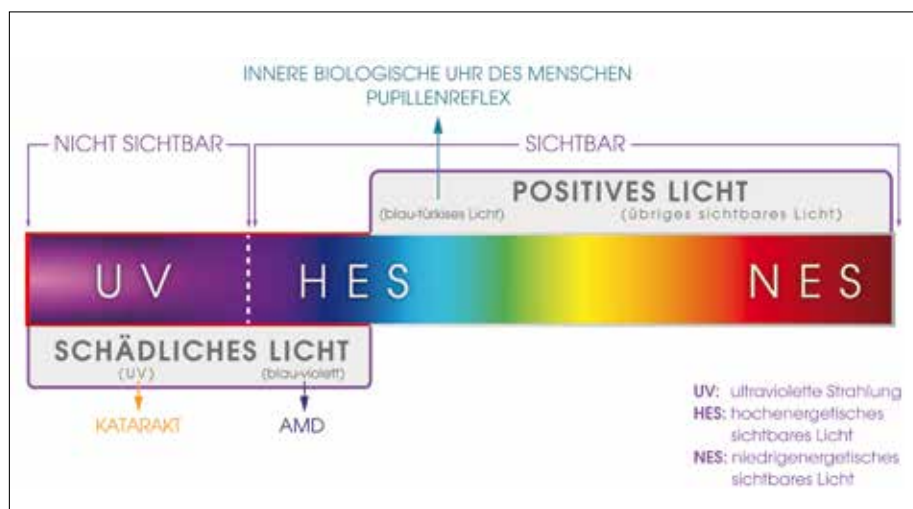 INNERE BIOLOGISCHE UHR DES MENSCHEN
PUPILLENREFLEX
NICHT SICHTBAR
SICHTBAR
POSITIVES LICHT
(blau-türkises Licht)
(übriges sichtbares Licht)
UV
HES
NES
SCHÄDLICHES LICHT
(UV)
(blau-violett)
KATARAKT
AMD
UV: ultraviolette Strahlung
HES: hochenergetisches
sichtbares Licht
NES: niedrigenergetisches
sichtbares Licht